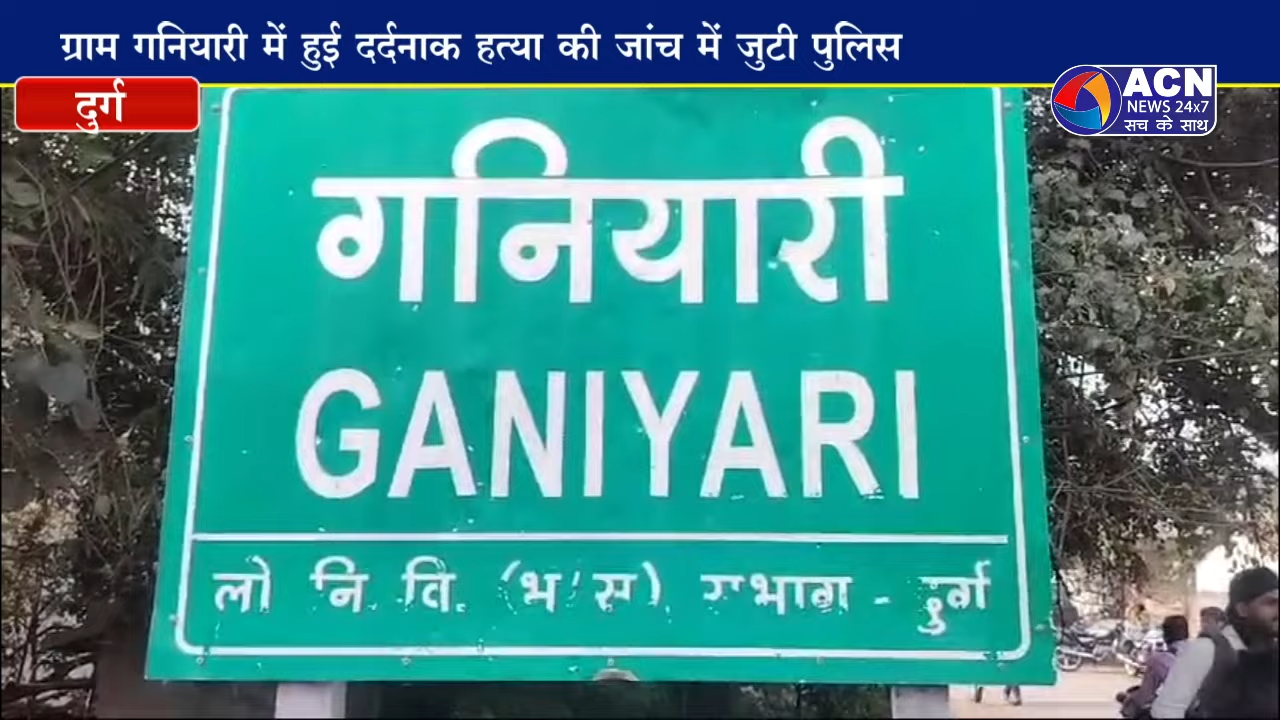 ग्राम गनियारी में हुई दर्दनाक हत्या की जांच में जुटी पुलिस
दुर्ग
ACN
NEWS 24x7
सच के साथ
गनियारी
GANIYARI
लो नि. वि. (भ/स) संभाग - दुर्ग